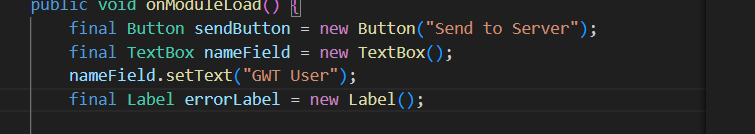 public void onModuleLoad() {
final Button sendButton = new Button("Send to Server");
final TextBox nameField = new TextBox();
nameField.setText("GWT User");
final Label errorLabel = new Label();